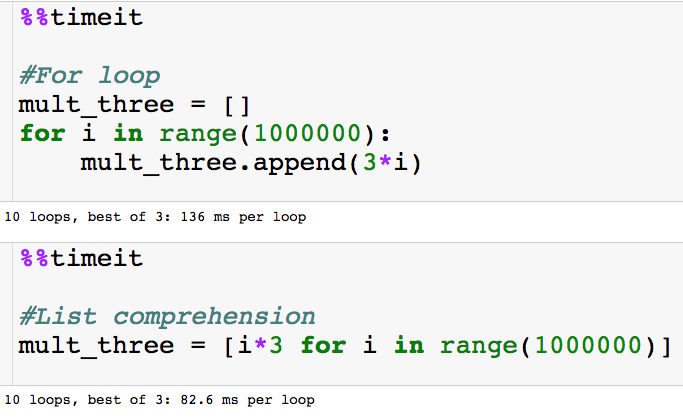 %%timeit
#For loop
mult_three = []
for i in range(1000000):
    mult_three.append(3*i)
10 loops, best of 3: 136 ms per loop
%%timeit
#List comprehension
mult_three = [i*3 for i in range(1000000)]
10 loops, best of 3: 82.6 ms per loop